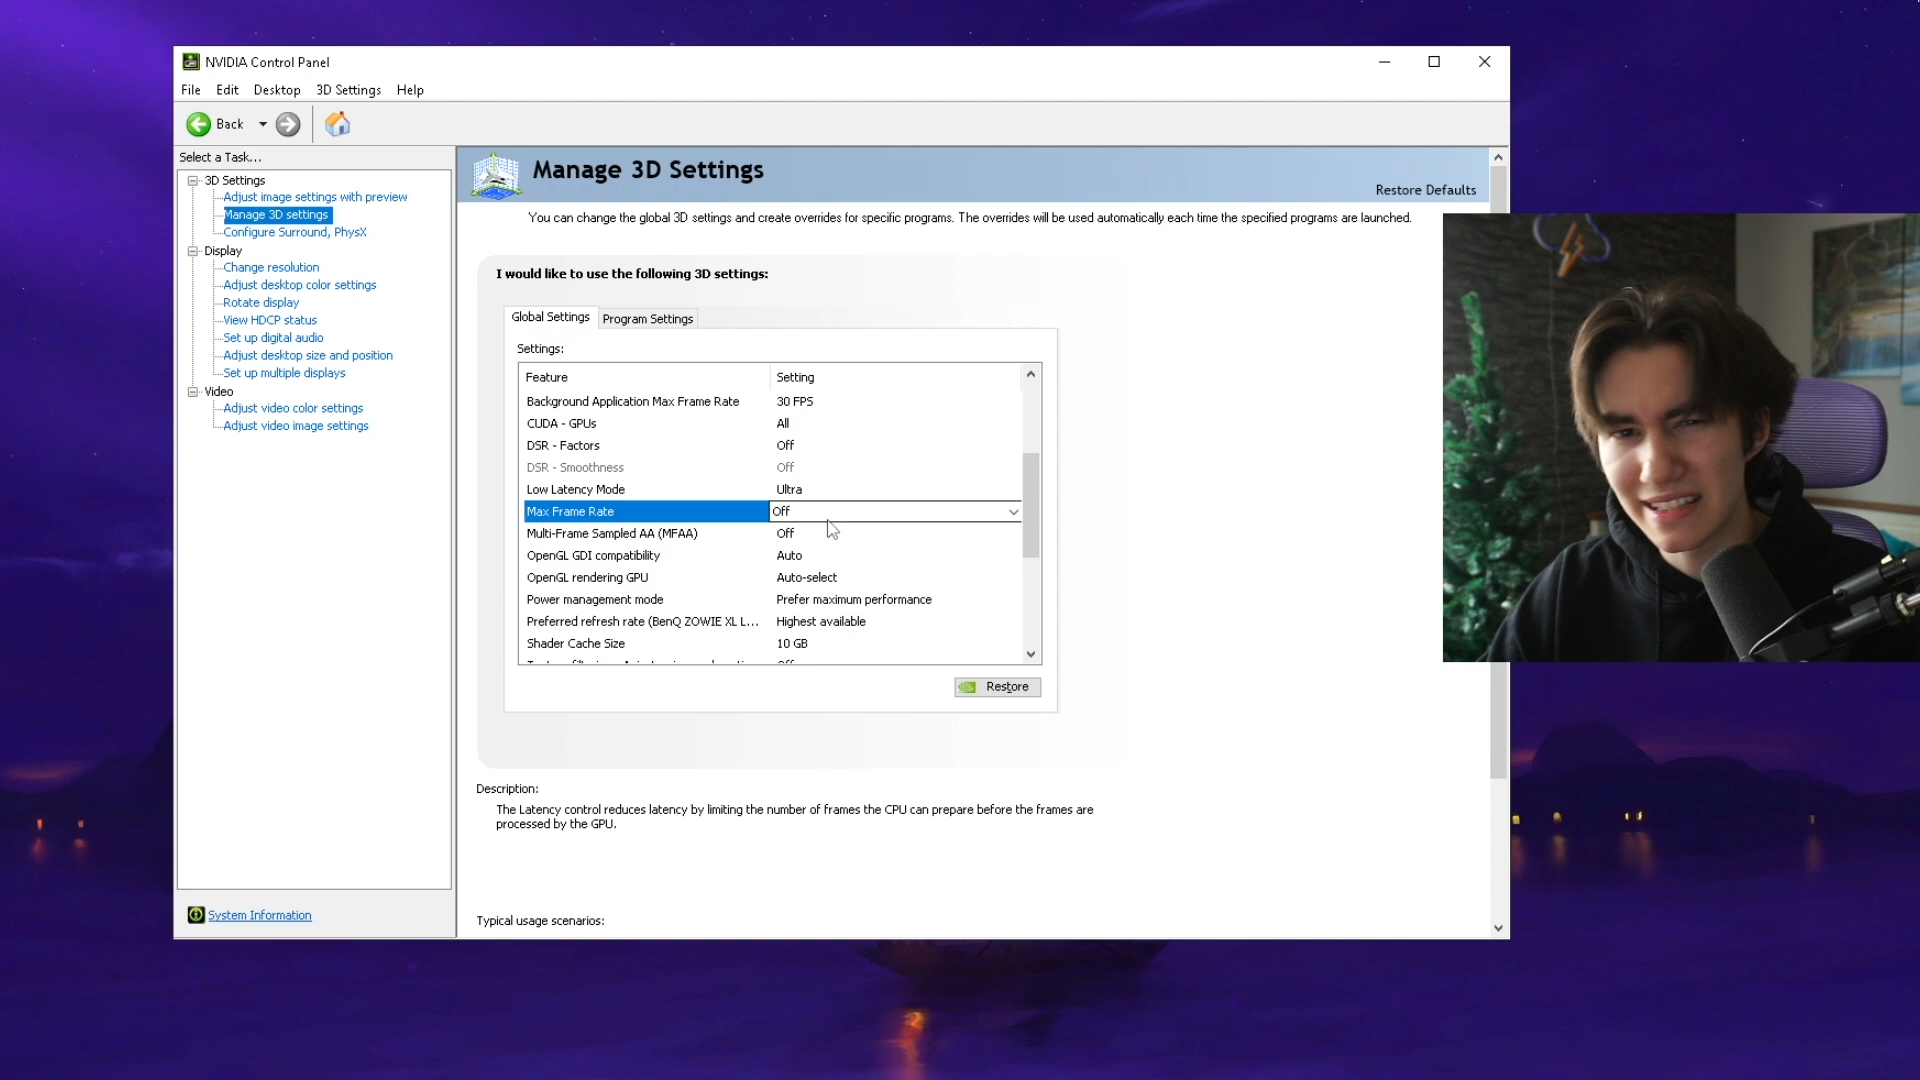 NVIDIA Control Panel
File Edit Desktop 3D Settings Help
Back
Select a Task...
3D Settings
Adjust image settings with preview
Manage 3D settings
Configure Surround, PhysX
Display
Change resolution
Adjust desktop color settings
Rotate display
View HDCP status
Set up digital audio
Adjust desktop size and position
Set up multiple displays
Video
Adjust video color settings
Adjust video image settings
System Information
Manage 3D Settings
Restore Defaults
You can change the global 3D settings and create overrides for specific programs. The overrides will be used automatically each time the specified programs are launched.
I would like to use the following 3D settings:
Global Settings Program Settings
Settings:
Feature Setting
Background Application Max Frame Rate 30 FPS
CUDA - GPUs All
DSR - Factors Off
DSR - Smoothness Off
Low Latency Mode Ultra
Max Frame Rate Off
Multi-Frame Sampled AA (MFAA) Off
OpenGL GDI compatibility Auto
OpenGL rendering GPU Auto-select
Power management mode Prefer maximum performance
Preferred refresh rate (BenQ ZOWIE XL L... Highest available
Shader Cache Size 10 GB
Restore
Description:
The Latency control reduces latency by limiting the number of frames the CPU can prepare before the frames are
processed by the GPU.
Typical usage scenarios: